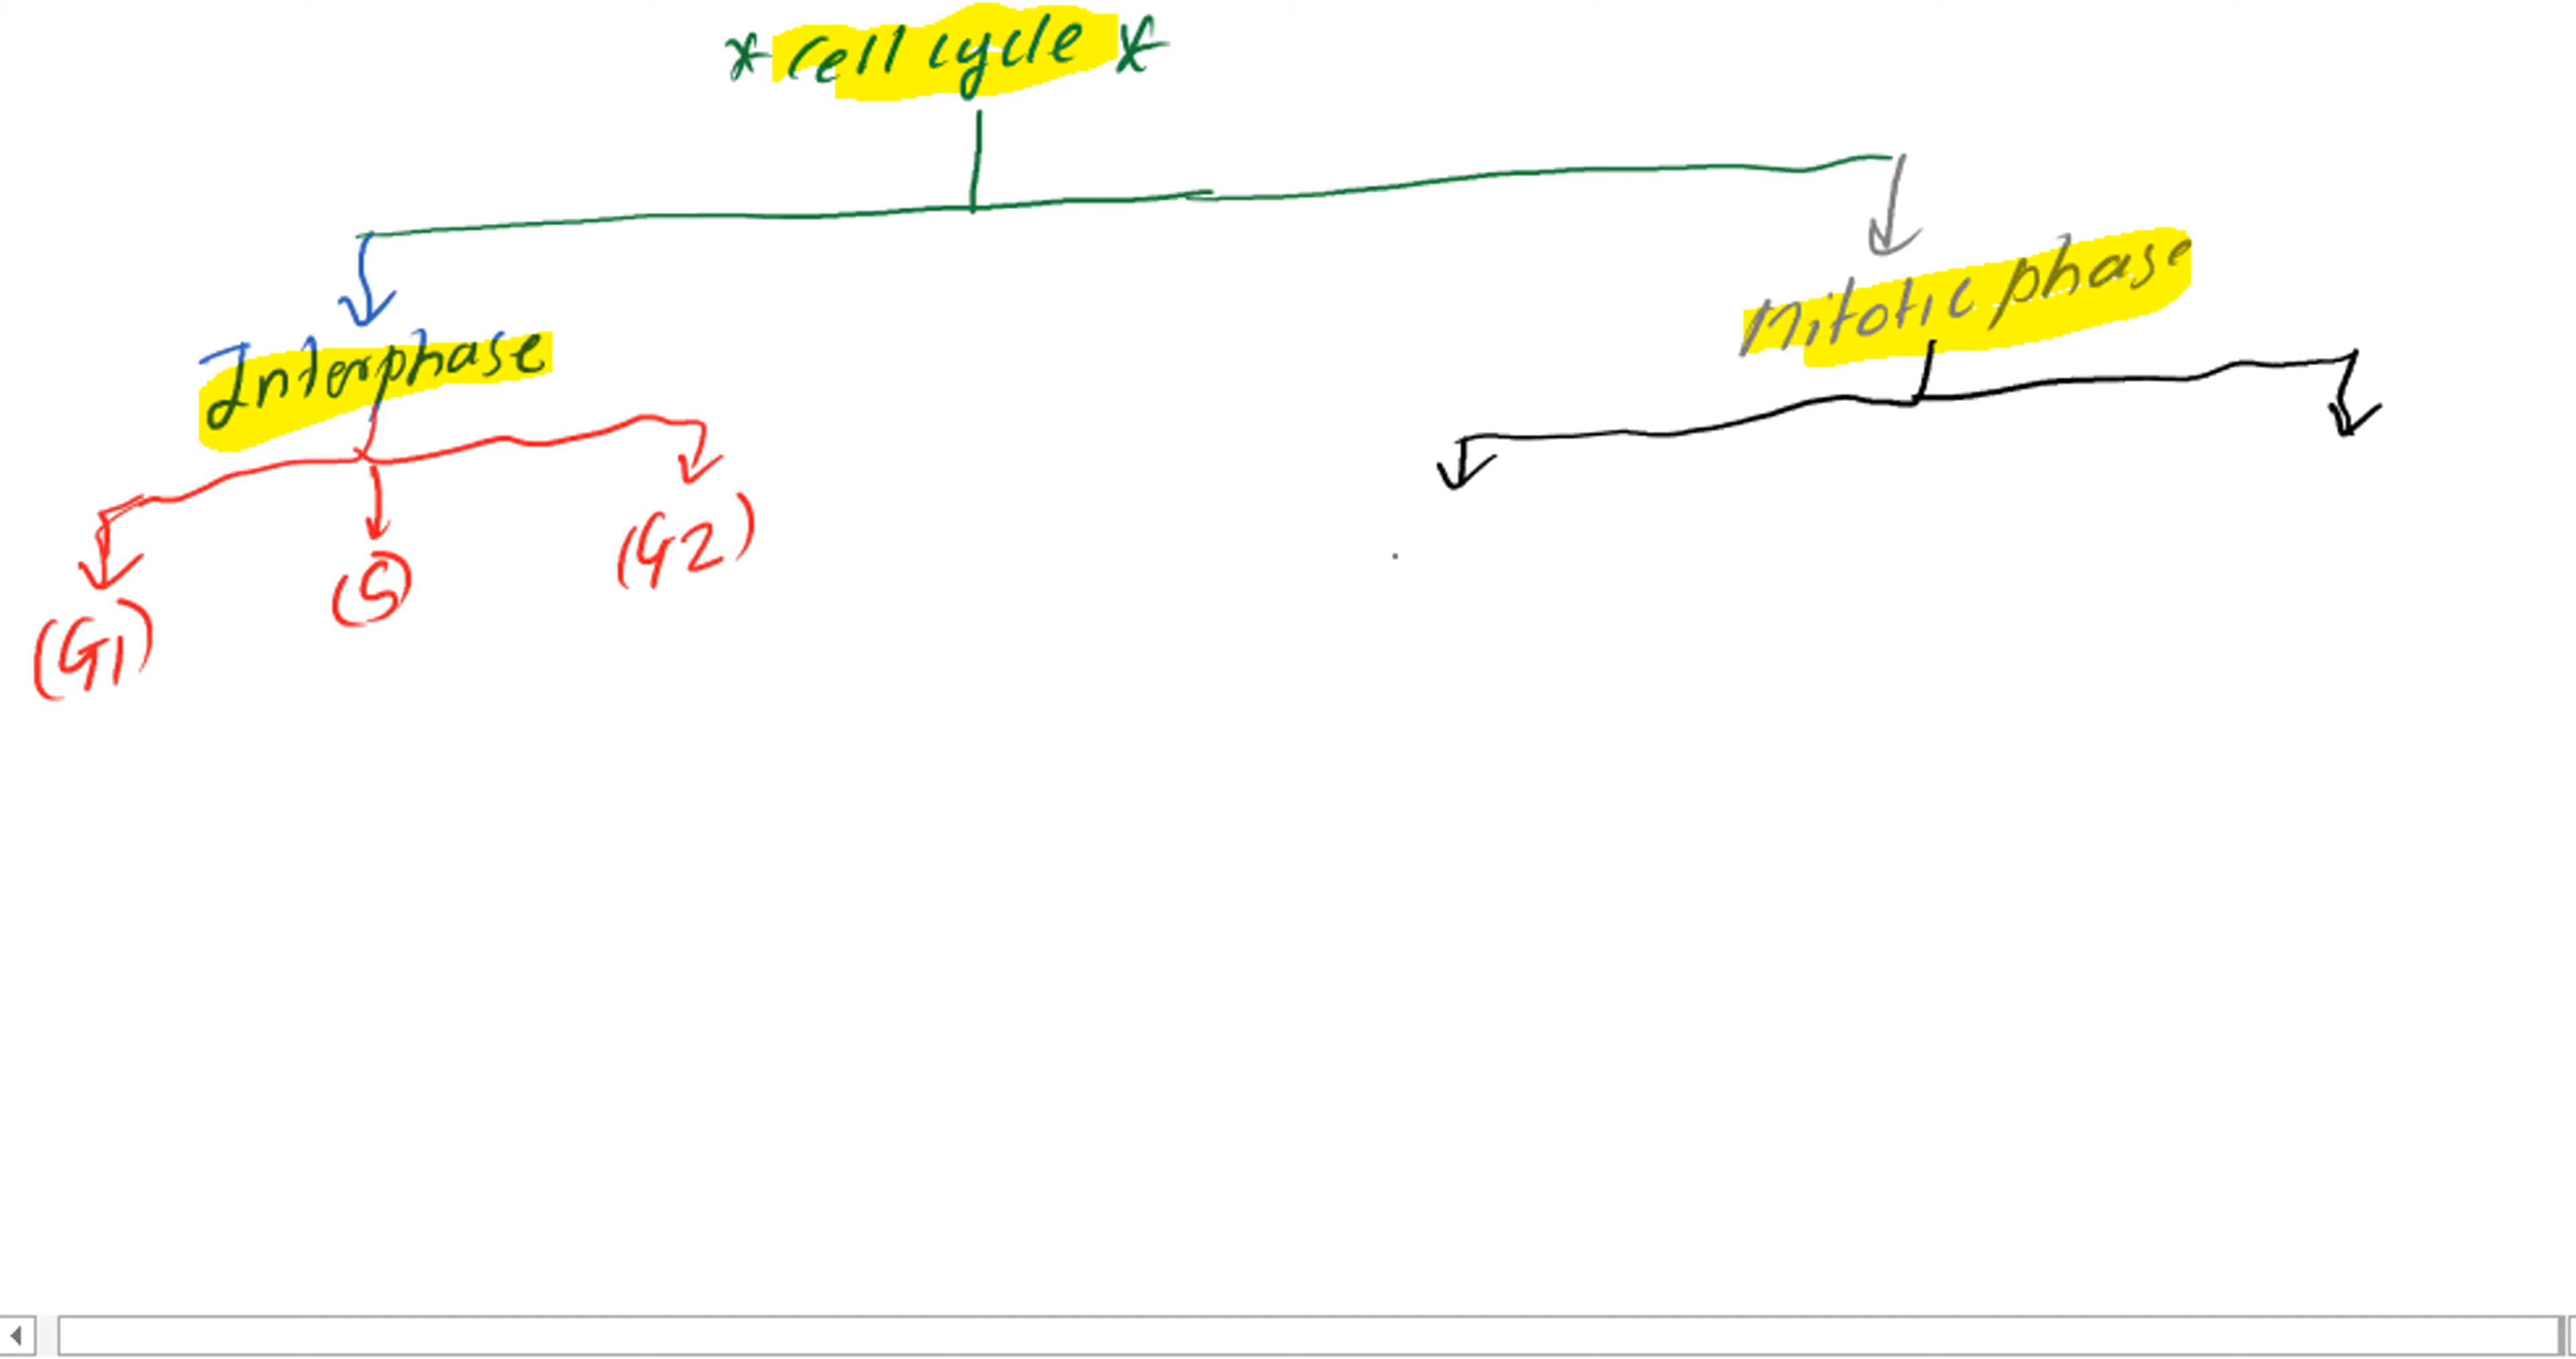 * Cell cycle *
Mitotic phase
Interphase
(G1) (S) (G2)